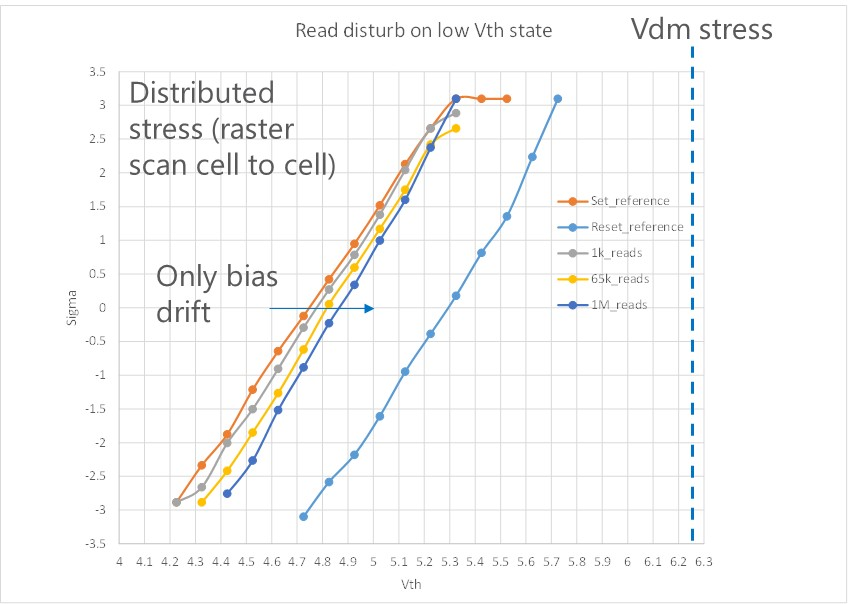 Read disturb on low Vth state
Vdm stress
Distributed
stress (raster
scan cell to cell)
Only bias
drift
Sigma
3.5
3
2.5
2
1.5
1
0.5
0
-0.5
-1
-1.5
-2
-2.5
-3
-3.5
Set_reference
Reset_reference
1k_reads
65k_reads
1M_reads
4 4.1 4.2 4.3 4.4 4.5 4.6 4.7 4.8 4.9 5 5.1 5.2 5.3 5.4 5.5 5.6 5.7 5.8 5.9 6 6.1 6.2 6.3
Vth